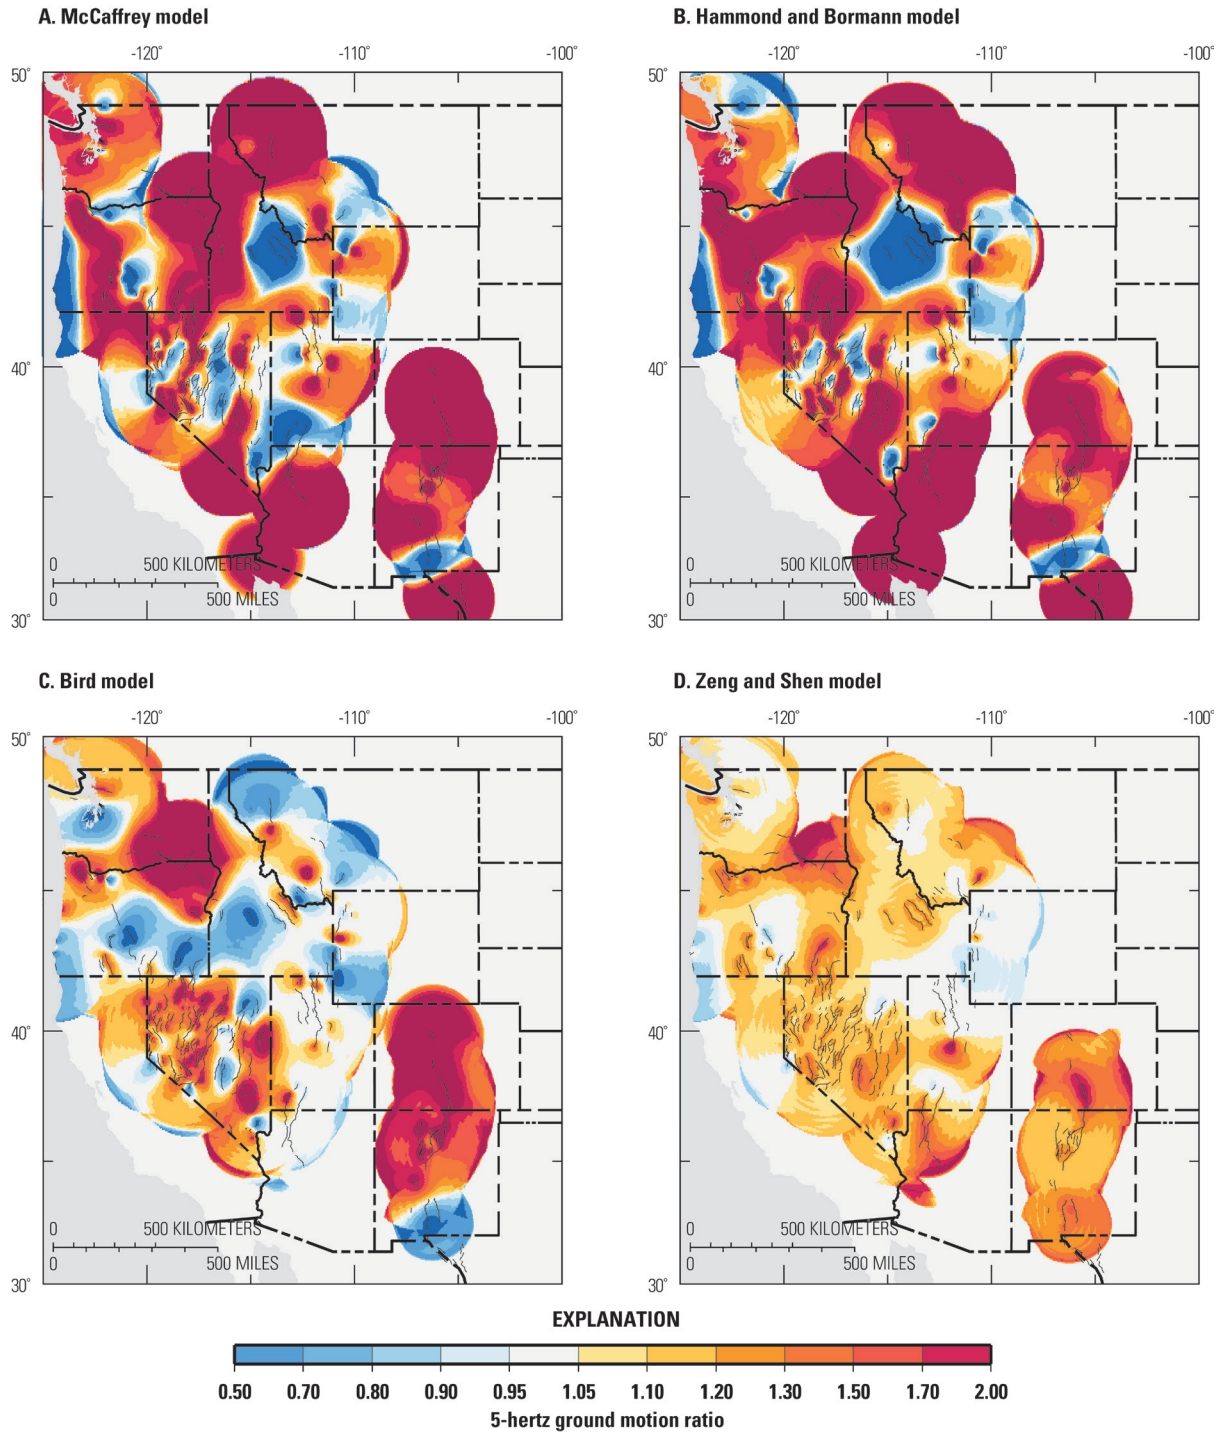 A. McCaffrey model
B. Hammond and Bormann model
-120°
-110°
-100°
-120°
-110°
-100°
50°
40°
30°
50°
40°
30°
0
500 KILOMETERS
0
500 MILES
0
500 KILOMETERS
0
500 MILES
C. Bird model
D. Zeng and Shen model
-120°
-110°
-100°
-120°
-110°
-100°
50°
40°
30°
50°
40°
30°
0
500 KILOMETERS
0
500 MILES
0
500 KILOMETERS
0
500 MILES
EXPLANATION
0.50 0.70 0.80 0.90 0.95 1.05 1.10 1.20 1.30 1.50 1.70 2.00
5-hertz ground motion ratio